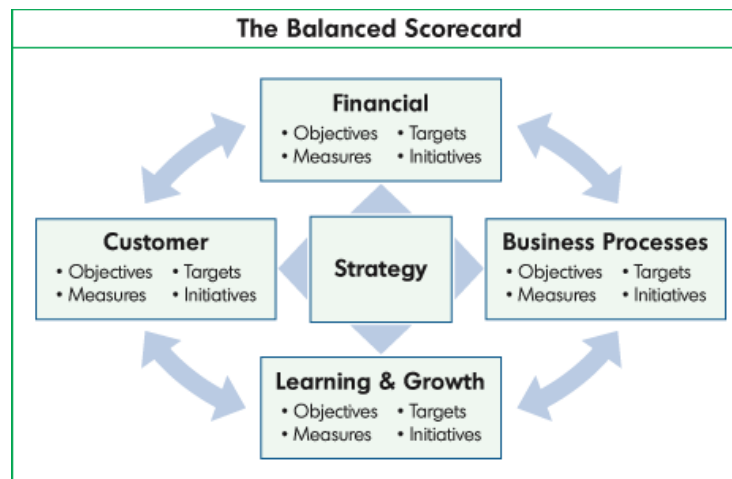 The Balanced Scorecard
Financial
• Objectives • Targets
• Measures • Initiatives
Customer
• Objectives • Targets
• Measures • Initiatives
Strategy
Business Processes
• Objectives • Targets
• Measures • Initiatives
Learning & Growth
• Objectives • Targets
• Measures • Initiatives